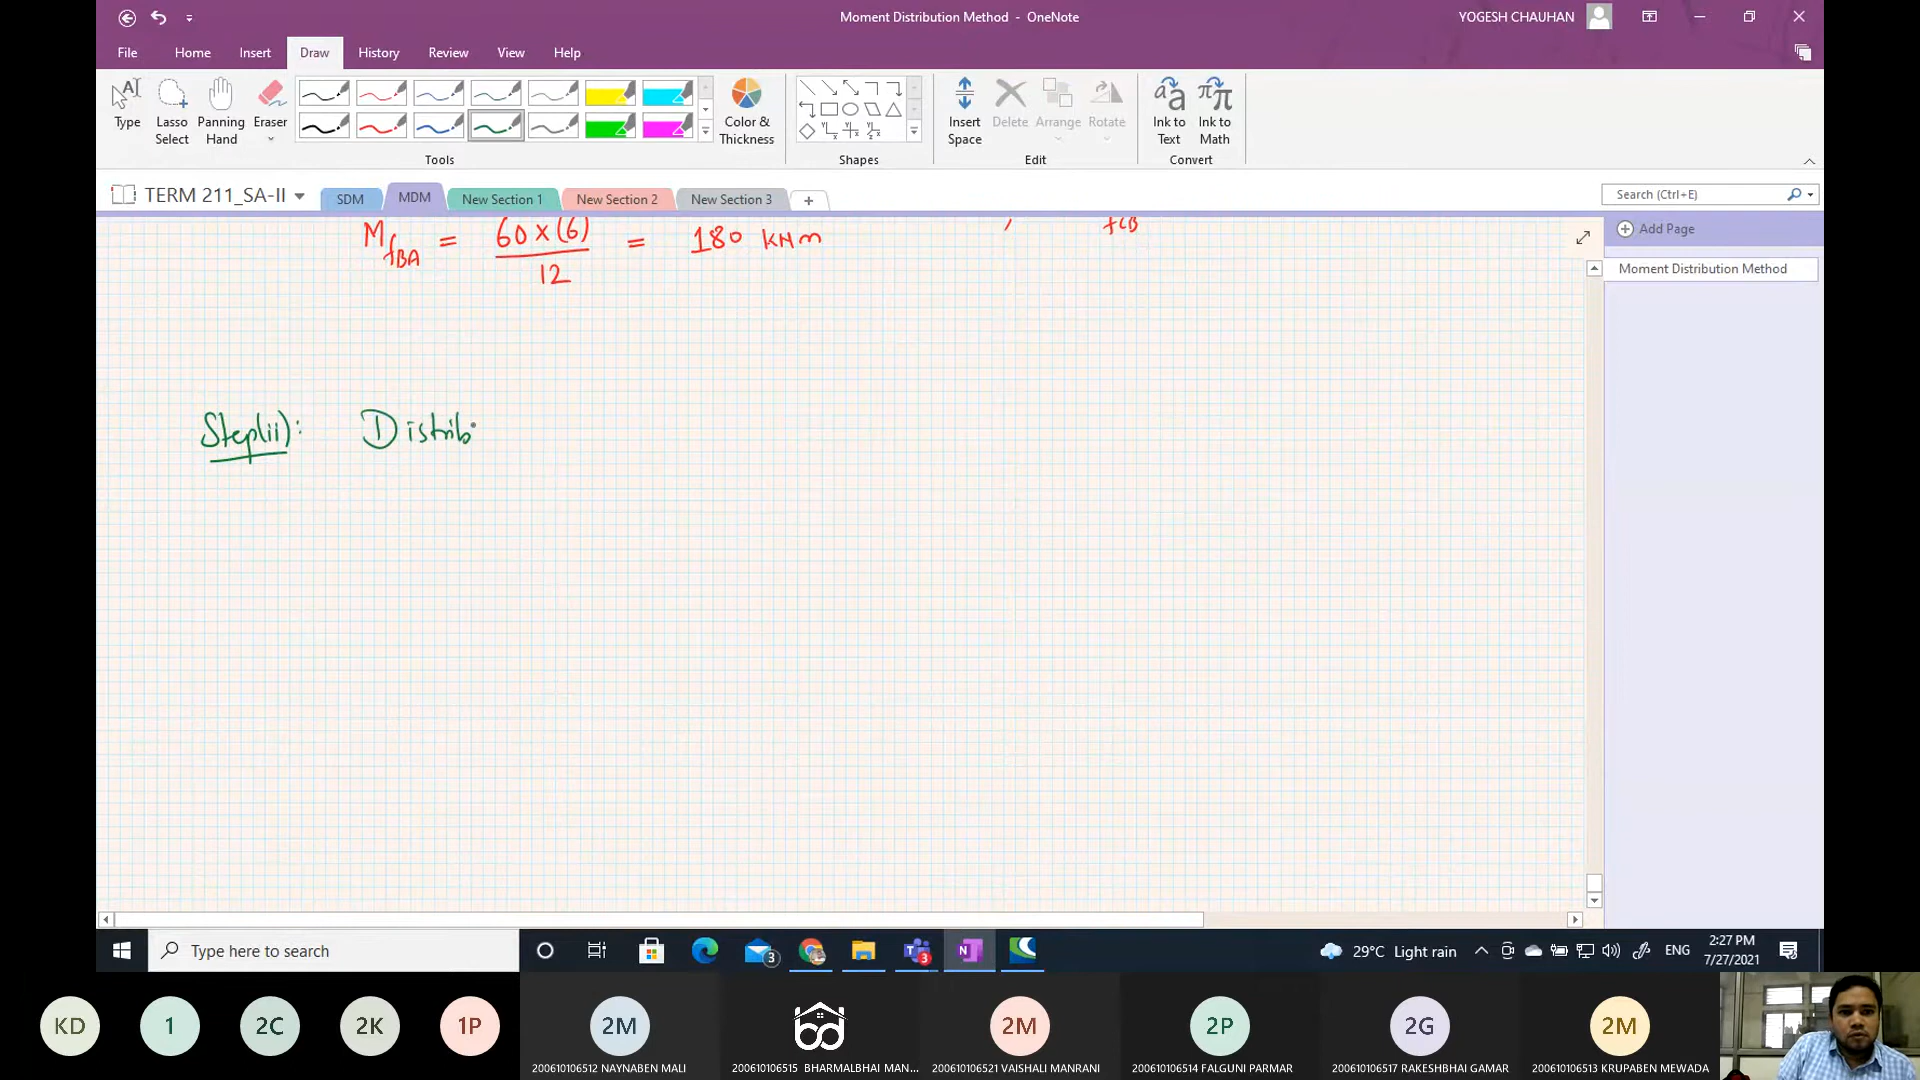 Moment Distribution Method - OneNote
YOGESH CHAUHAN
File Home Insert Draw History View Help
Type
Lasso Select
Panning Hand
Eraser
Color & Thickness
Insert Space
Delete
Arrange
Rotate
Ink to Text
Ink to Math
Tools
Shapes
Edit
Convert
TERM 211_SA-II
SDM MDM New Section 1 New Section 2 New Section 3 +
Search (Ctrl+E)
Add Page
Moment Distribution Method
M fBA = 60 x (6) / 12 = 180 kNm
fCB
Step(ii): Distrib
Type here to search
3
3
29°C Light rain
ENG
2:27 PM
7/27/2021
KD 1 2C 2K 1P 2M bd 2M 2P 2G 2M
200610106512 NAYNABEN MALI
200610106515 BHARMALBHAI MAN...
200610106521 VAISHALI MANRANI
200610106514 FALGUNI PARMAR
200610106517 RAKESHBHAI GAMAR
200610106513 KRUPABEN MEWADA